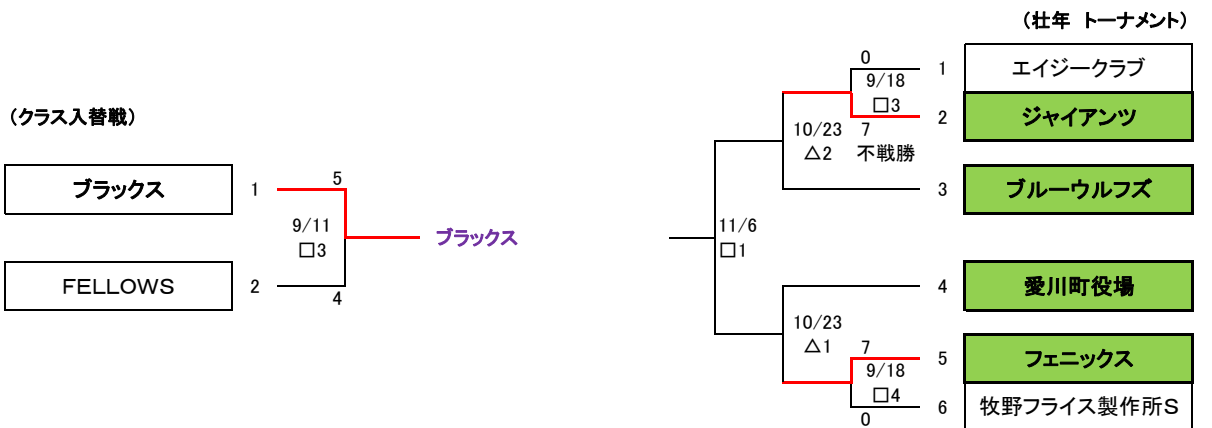 （壮年 トーナメント）
0
1 エイジークラブ
9/18
□3
（クラス入替戦）
2 ジャイアンツ
10/23 7
△2 不戦勝
ブラックス 1 5
3 ブルーウルフズ
9/11
□3
ブラックス
11/6
□1
FELLOWS 2
4
4 愛川町役場
10/23
△1 7
5 フェニックス
9/18
□4
6 牧野フライス製作所S
0